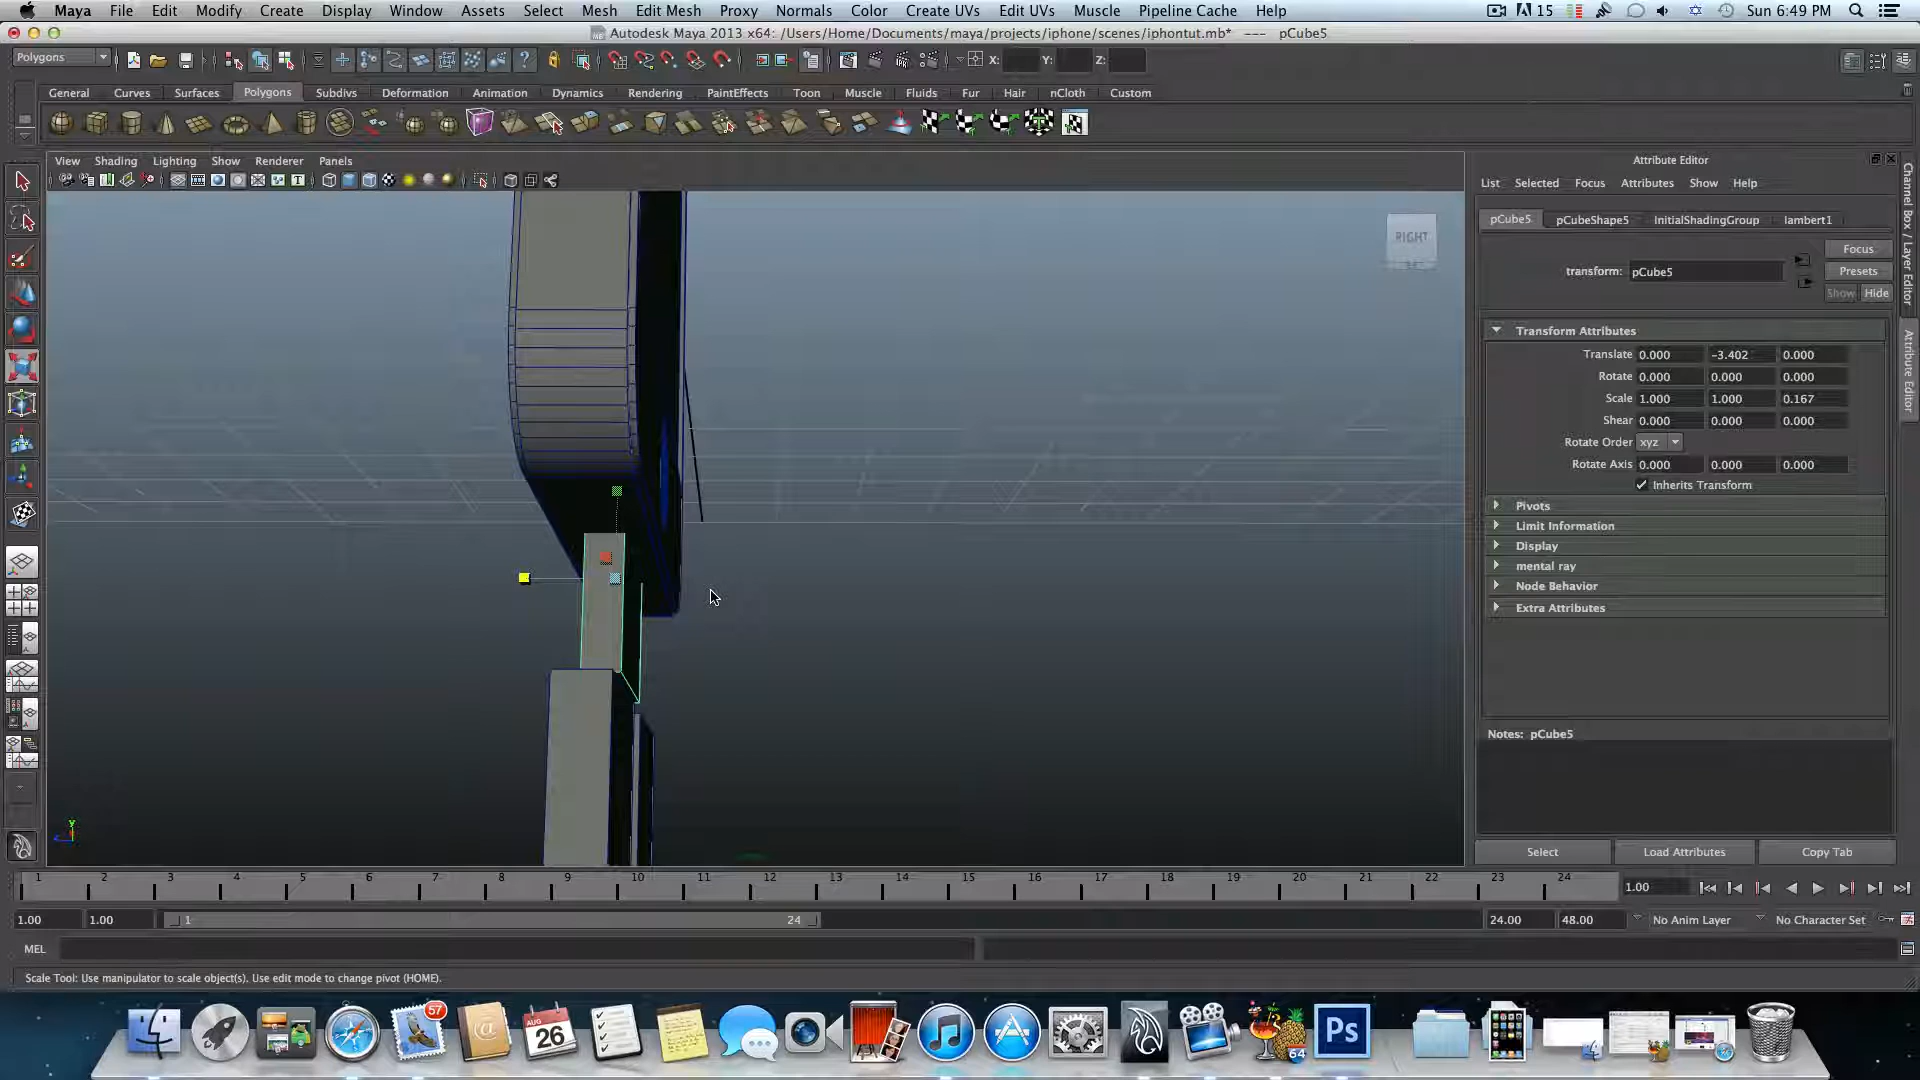 Maya File Edit Modify Create Display Window Assets Select Mesh Edit Mesh Proxy Normals Color Create UVs Edit UVs Muscle Pipeline Cache Help 15 Sun 6:49 PM
Autodesk Maya 2013 x64: /Users/Home/Documents/maya/projects/iphone/scenes/iphontut.mb* --- pCube5
Polygons X: Y: Z:
General Curves Surfaces Polygons Subdivs Deformation Animation Dynamics Rendering PaintEffects Toon Muscle Fluids Fur Hair nCloth Custom
View Shading Lighting Show Renderer Panels
RIGHT
y
z
Attribute Editor
List Selected Focus Attributes Show Help
pCube5 pCubeShape5 initialShadingGroup lambert1
Focus
transform: pCube5 Presets
Show Hide
Transform Attributes
Translate 0.000 -3.402 0.000
Rotate 0.000 0.000 0.000
Scale 1.000 1.000 0.167
Shear 0.000 0.000 0.000
Rotate Order xyz
Rotate Axis 0.000 0.000 0.000
Inherits Transform
Pivots
Limit Information
Display
mental ray
Node Behavior
Extra Attributes
Notes: pCube5
Select Load Attributes Copy Tab
Channel Box / Layer Editor
Attribute Editor
1 2 3 4 5 6 7 8 9 10 11 12 13 14 15 16 17 18 19 20 21 22 23 24 1.00
1.00 1.00 1 24 24.00 48.00 No Anim Layer No Character Set
MEL
Scale Tool: Use manipulator to scale object(s). Use edit mode to change pivot (HOME).
57
AUG
26
64
Ps